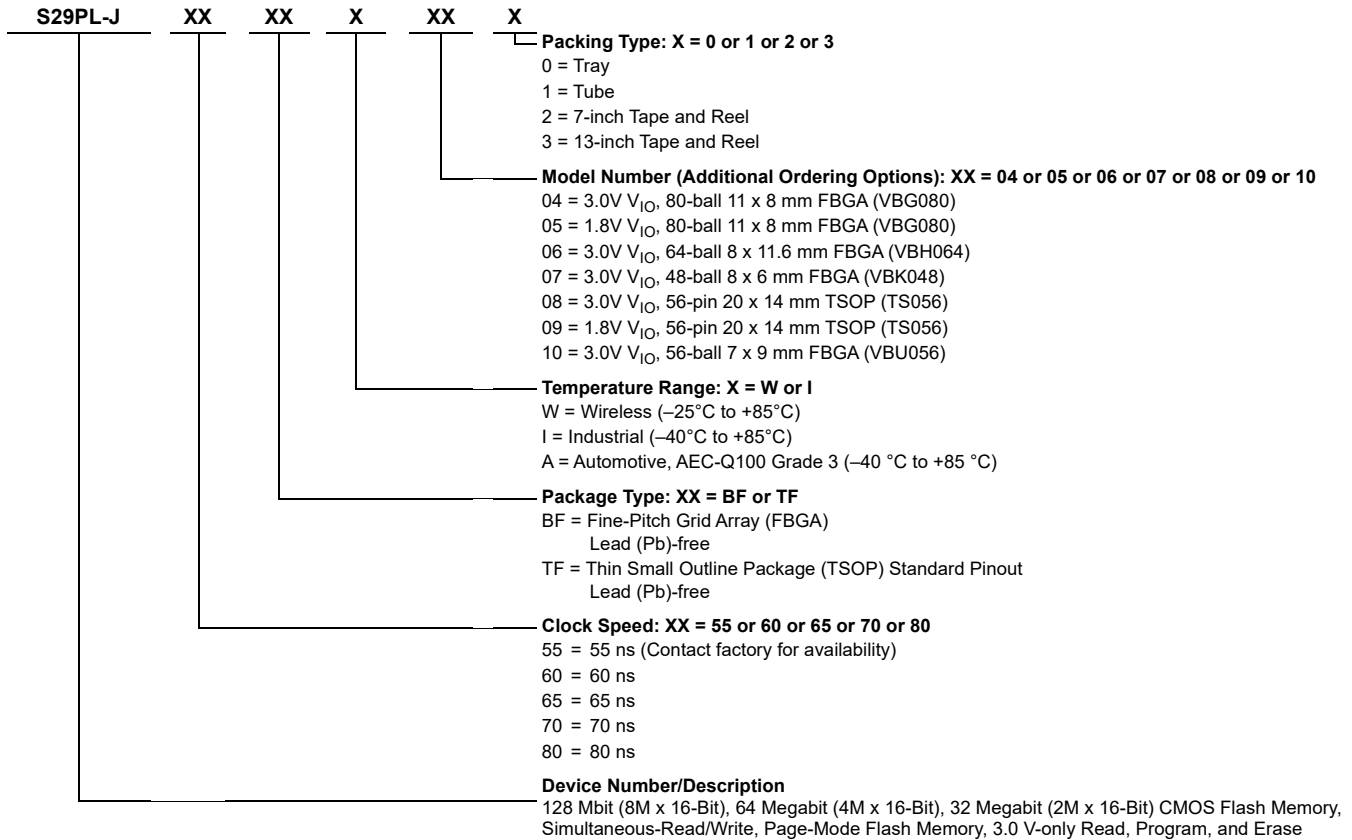 S29PL-J XX XX X XX X
Packing Type: X = 0 or 1 or 2 or 3
0 = Tray
1 = Tube
2 = 7-inch Tape and Reel
3 = 13-inch Tape and Reel
Model Number (Additional Ordering Options): XX = 04 or 05 or 06 or 07 or 08 or 09 or 10
04 = 3.0V VIO, 80-ball 11 x 8 mm FBGA (VBG080)
05 = 1.8V VIO, 80-ball 11 x 8 mm FBGA (VBG080)
06 = 3.0V VIO, 64-ball 8 x 11.6 mm FBGA (VBH064)
07 = 3.0V VIO, 48-ball 8 x 6 mm FBGA (VBK048)
08 = 3.0V VIO, 56-pin 20 x 14 mm TSOP (TS056)
09 = 1.8V VIO, 56-pin 20 x 14 mm TSOP (TS056)
10 = 3.0V VIO, 56-ball 7 x 9 mm FBGA (VBU056)
Temperature Range: X = W or I
W = Wireless (–25°C to +85°C)
I = Industrial (–40°C to +85°C)
A = Automotive, AEC-Q100 Grade 3 (–40 °C to +85 °C)
Package Type: XX = BF or TF
BF = Fine-Pitch Grid Array (FBGA)
Lead (Pb)-free
TF = Thin Small Outline Package (TSOP) Standard Pinout
Lead (Pb)-free
Clock Speed: XX = 55 or 60 or 65 or 70 or 80
55 = 55 ns (Contact factory for availability)
60 = 60 ns
65 = 65 ns
70 = 70 ns
80 = 80 ns
Device Number/Description
128 Mbit (8M x 16-Bit), 64 Megabit (4M x 16-Bit), 32 Megabit (2M x 16-Bit) CMOS Flash Memory,
Simultaneous-Read/Write, Page-Mode Flash Memory, 3.0 V-only Read, Program, and Erase